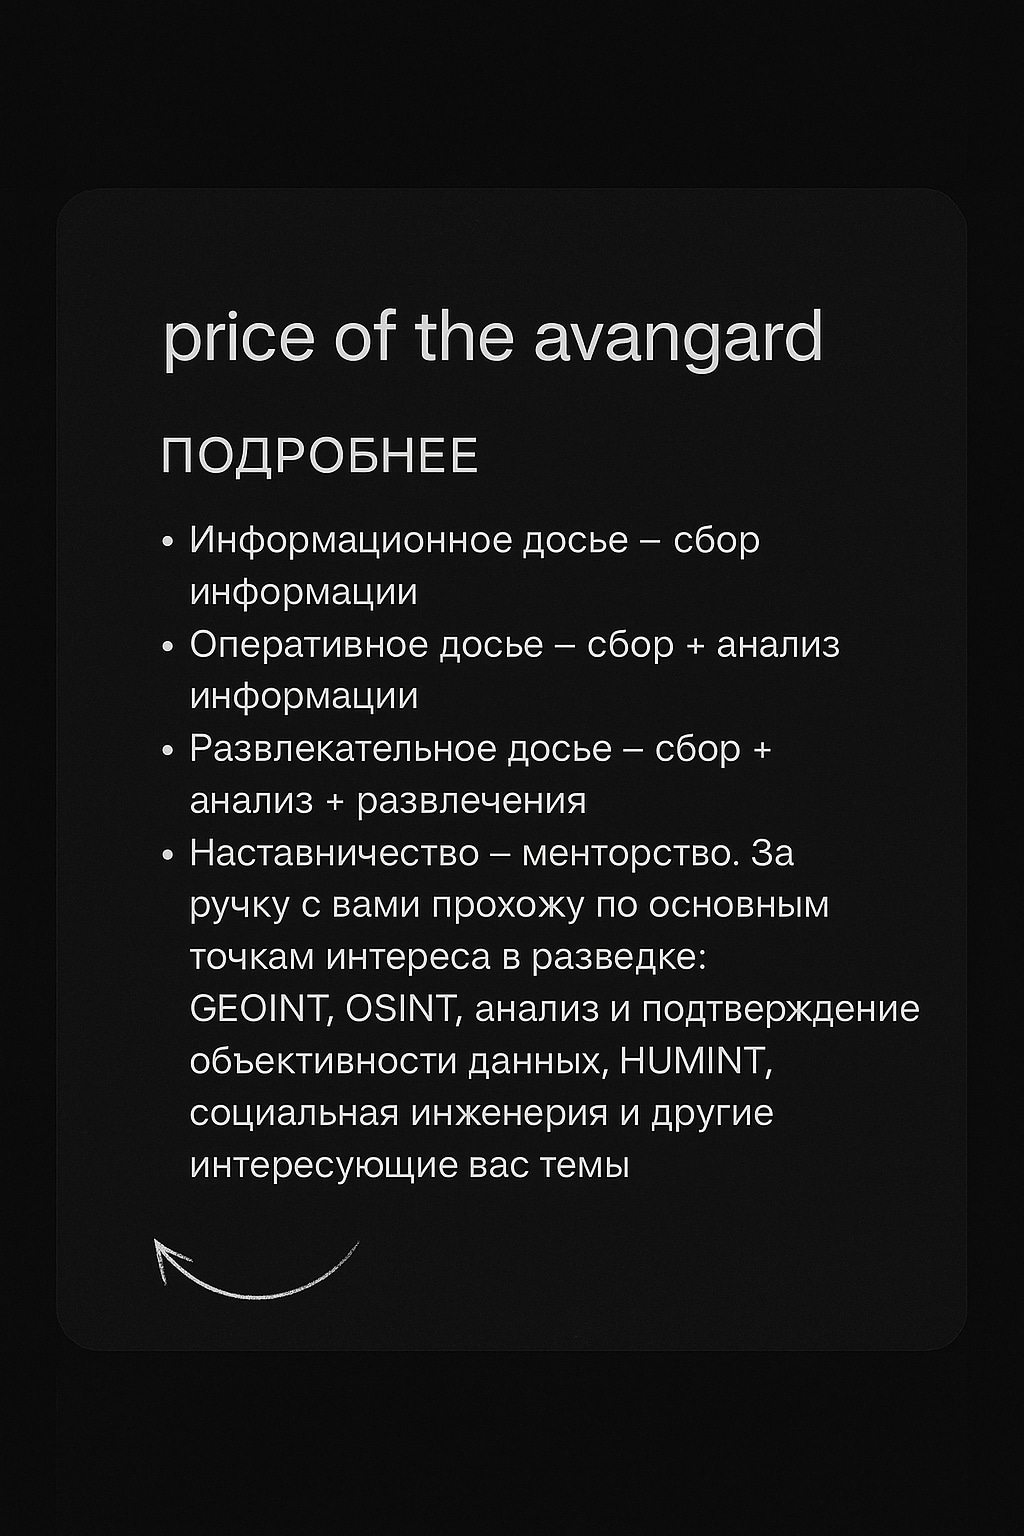 price of the avangard
ПОДРОБНЕЕ
• Информационное досье – сбор
информации
• Оперативное досье – сбор + анализ
информации
• Развлекательное досье – сбор +
анализ + развлечения
• Наставничество – менторство. За
ручку с вами прохожу по основным
точкам интереса в разведке:
GEOINT, OSINT, анализ и подтверждение
объективности данных, HUMINT,
социальная инженерия и другие
интересующие вас темы